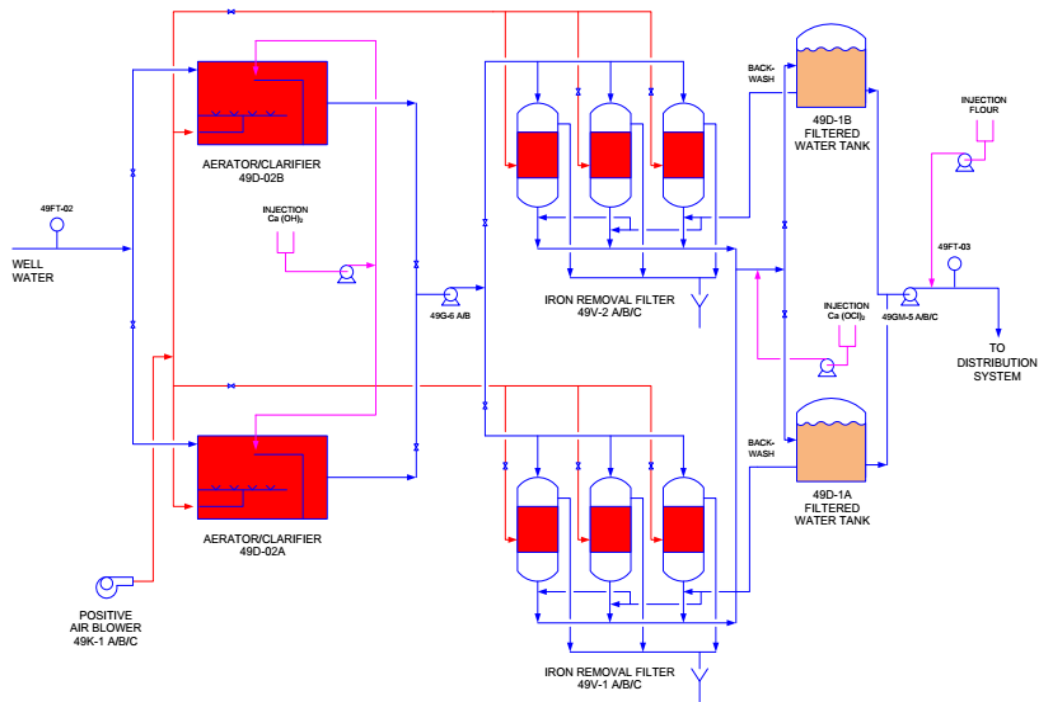 BACK-
WASH
49D-1B
FILTERED
WATER TANK
INJECTION
FLOUR
AERATOR/CLARIFIER
49D-02B
49FT-02
INJECTION
Ca (OH)₂
WELL
WATER
49G-6 A/B
IRON REMOVAL FILTER
49V-2 A/B/C
INJECTION
Ca (OCl)₂
49FT-03
49GM-5 A/B/C
TO
DISTRIBUTION
SYSTEM
BACK-
WASH
49D-1A
FILTERED
WATER TANK
AERATOR/CLARIFIER
49D-02A
POSITIVE
AIR BLOWER
49K-1 A/B/C
IRON REMOVAL FILTER
49V-1 A/B/C